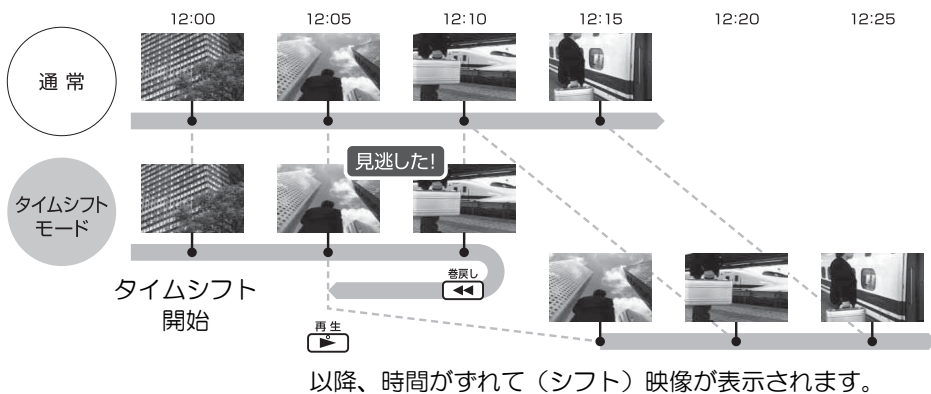 12:00 12:05 12:10 12:15 12:20 12:25
通常
見逃した!
タイムシフト
モード
巻戻し
タイムシフト
開始
再生
以降、時間がずれて(シフト)映像が表示されます。